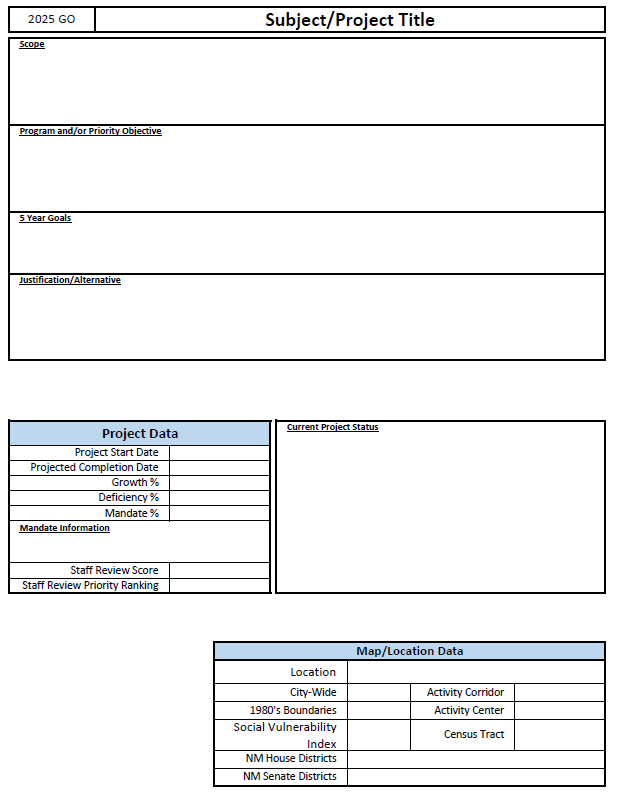 2025 GO
Subject/Project Title
Scope
Program and/or Priority Objective
5 Year Goals
Justification/Alternative
Project Data
Project Start Date
Projected Completion Date
Growth %
Deficiency %
Mandate %
Mandate Information
Staff Review Score
Staff Review Priority Ranking
Current Project Status
Map/Location Data
Location
City-Wide
Activity Corridor
1980's Boundaries
Activity Center
Social Vulnerability
Index
Census Tract
NM House Districts
NM Senate Districts